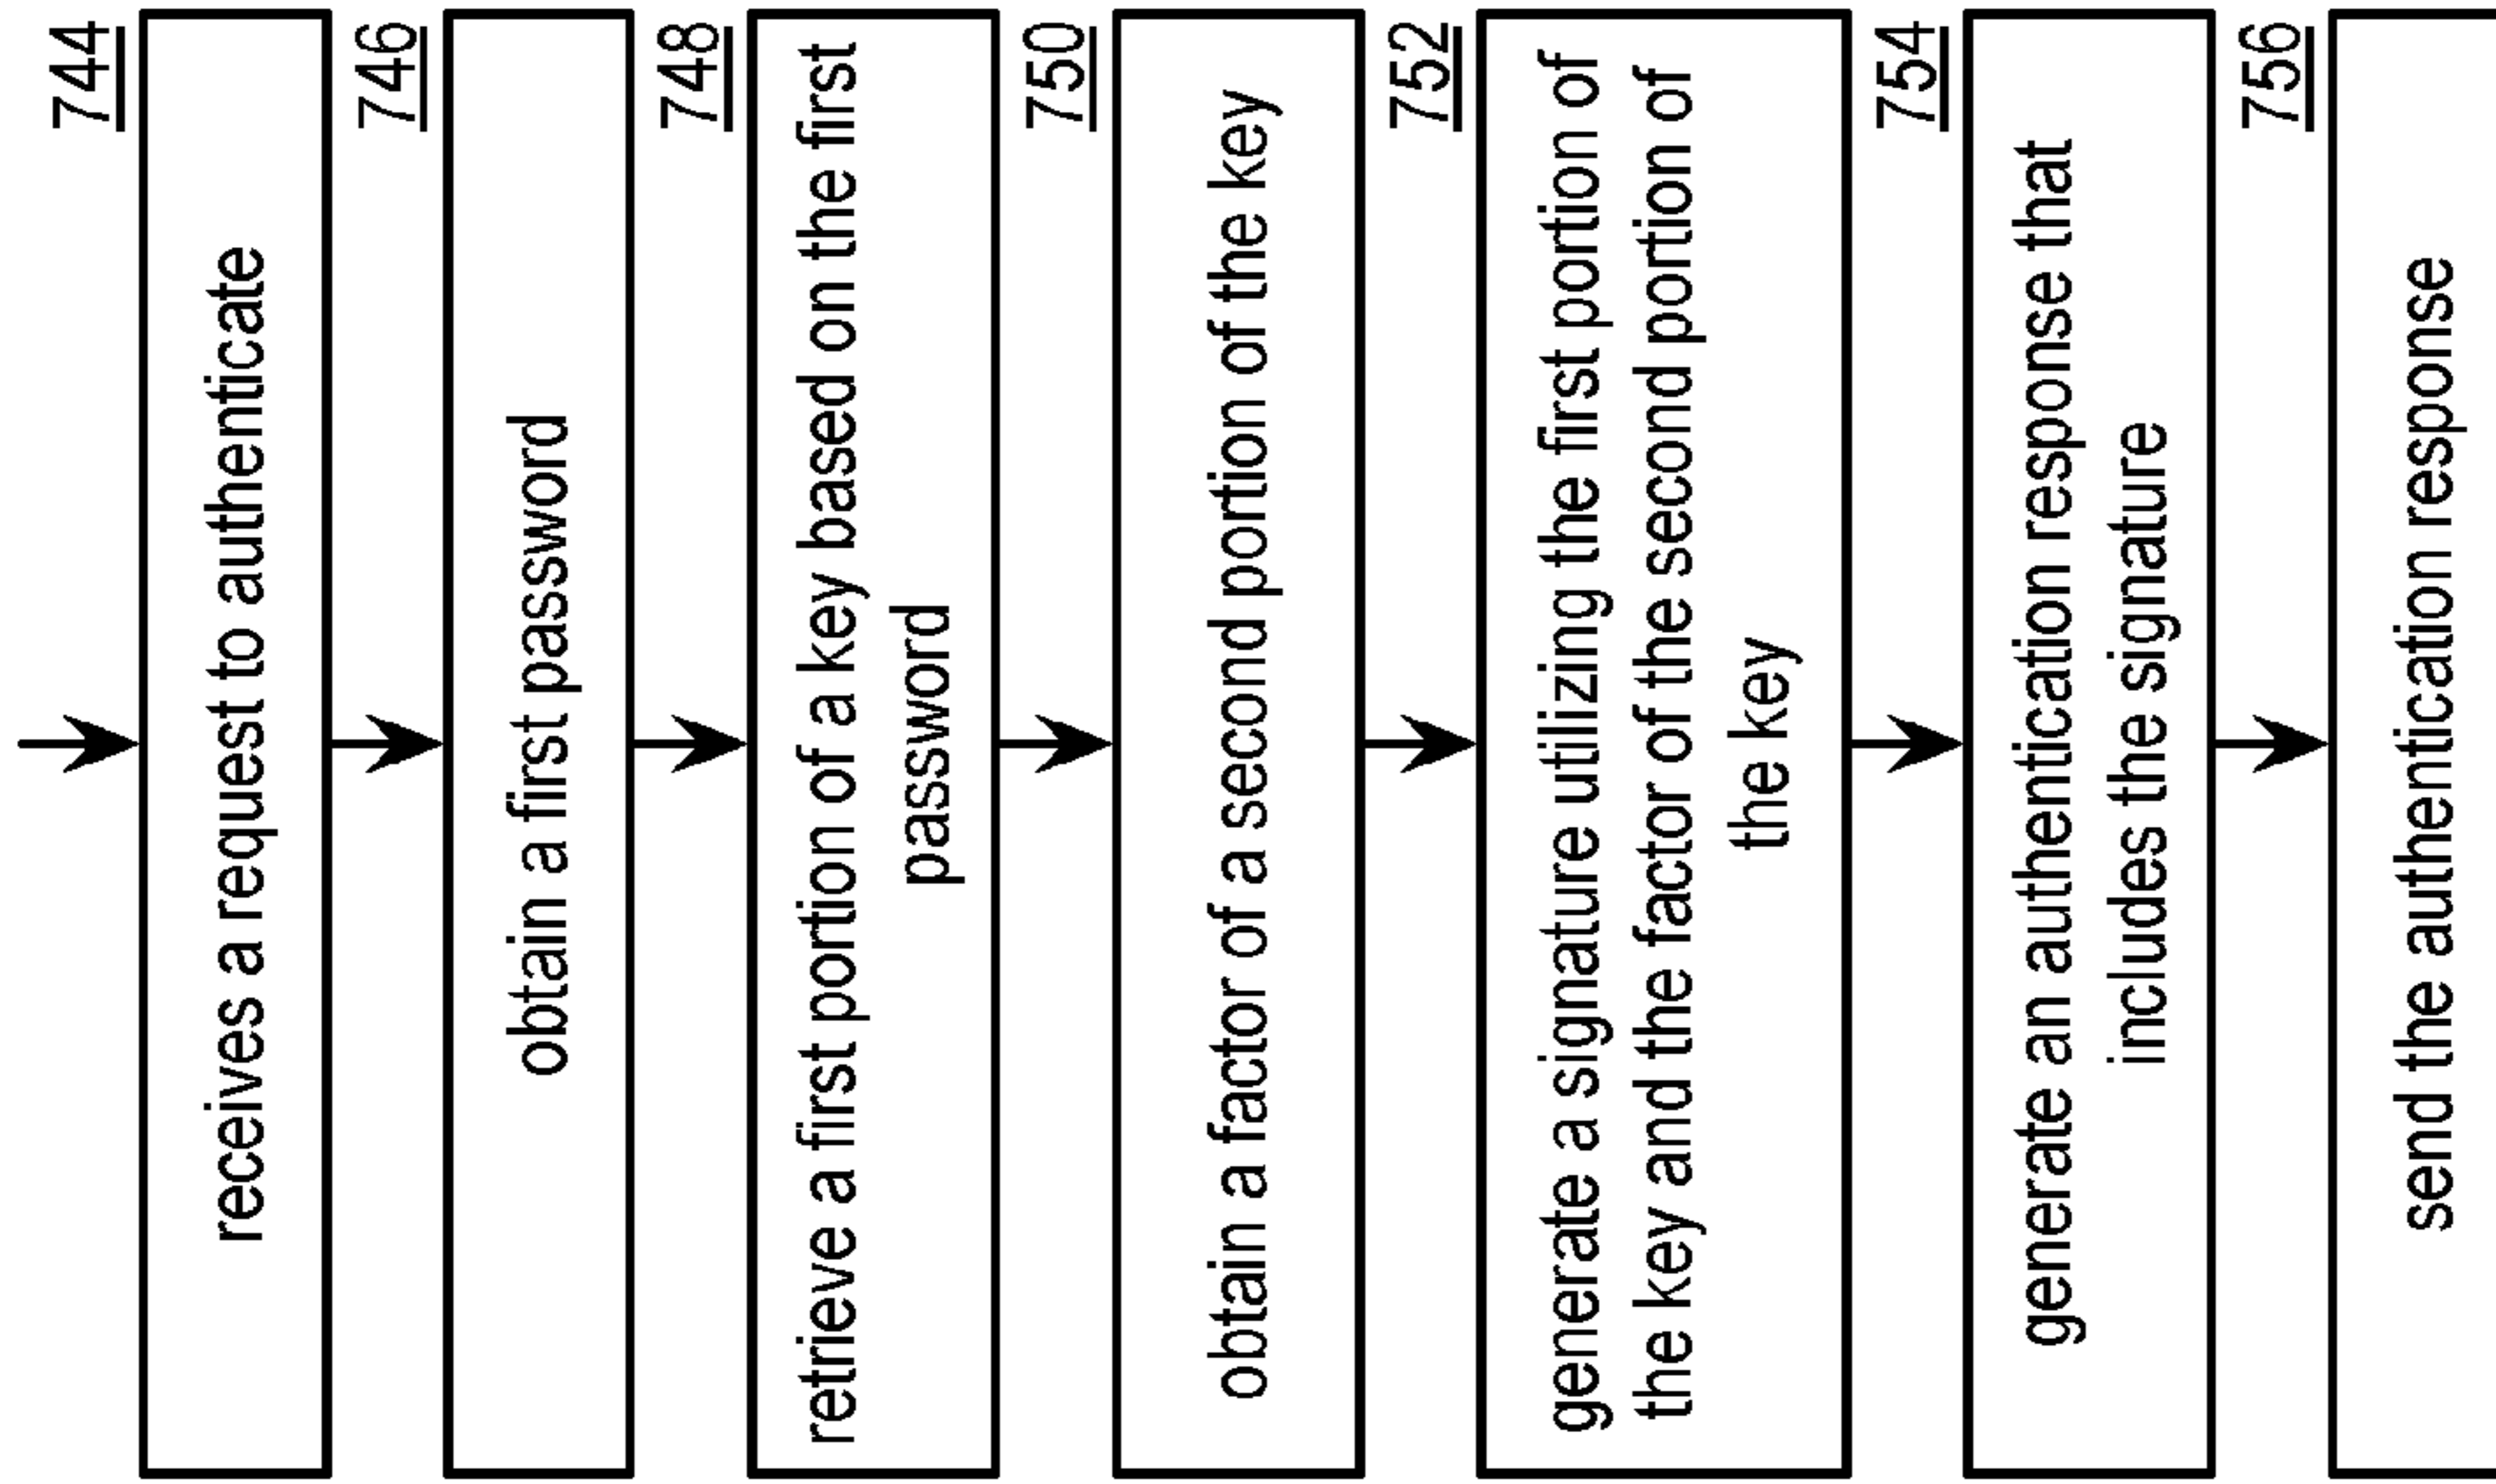 744
receives a request to authenticate
746
obtain a first password
748
retrieve a first portion of a key based on the first
password
750
obtain a factor of a second portion of the key
752
generate a signature utilizing the first portion of
the key and the factor of the second portion of
the key
754
generate an authentication response that
includes the signature
756
send the authentication response